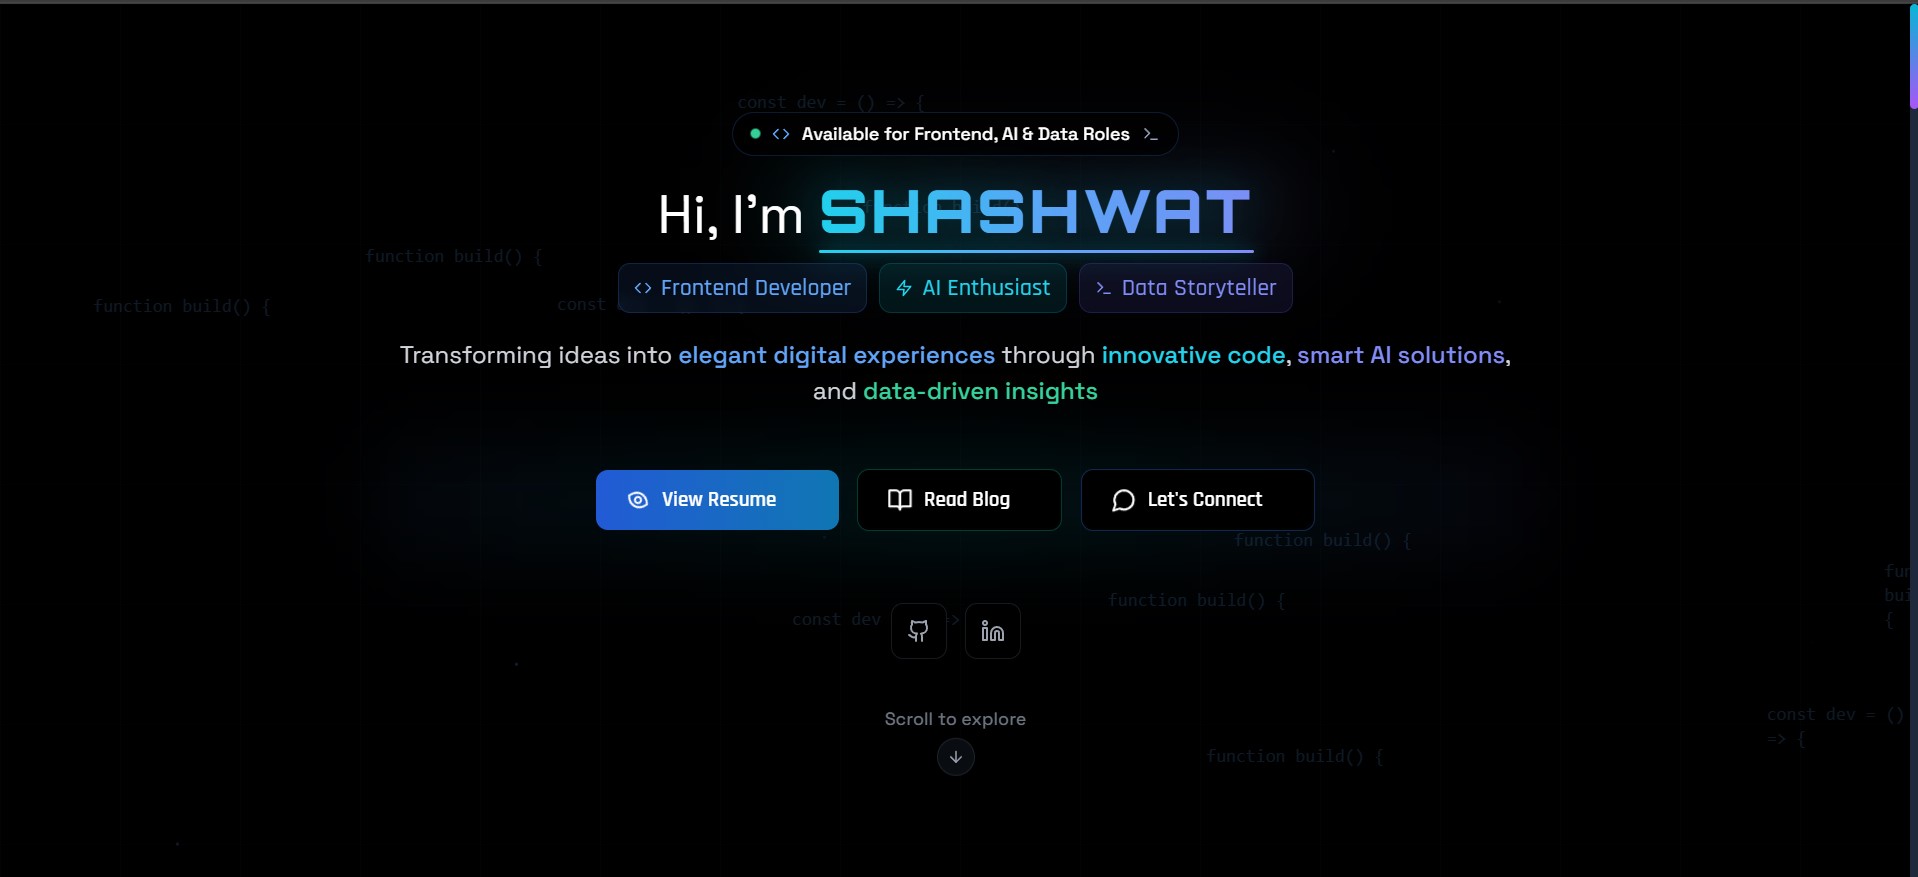 const dev = () => {
Available for Frontend, AI & Data Roles
Hi, I'm SHASHWAT
function build() {
function build() {
const
Frontend Developer
AI Enthusiast
Data Storyteller
Transforming ideas into elegant digital experiences through innovative code, smart AI solutions,
and data-driven insights
View Resume
Read Blog
Let's Connect
function build() {
fun
bui
{
function build() {
const dev =>
Scroll to explore
const dev = ()
=> {
function build() {